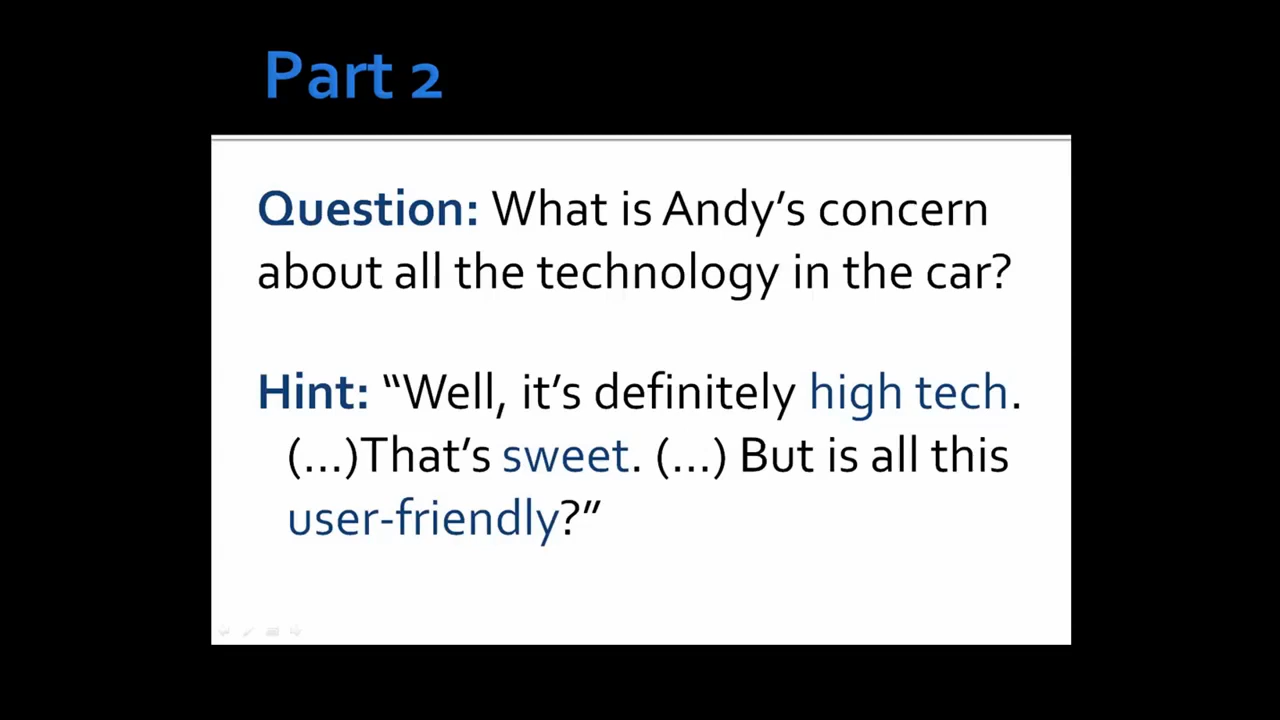 Part 2
Question: What is Andy’s concern
about all the technology in the car?
Hint: “Well, it’s definitely high tech.
(…)That’s sweet. (…) But is all this
user-friendly?”